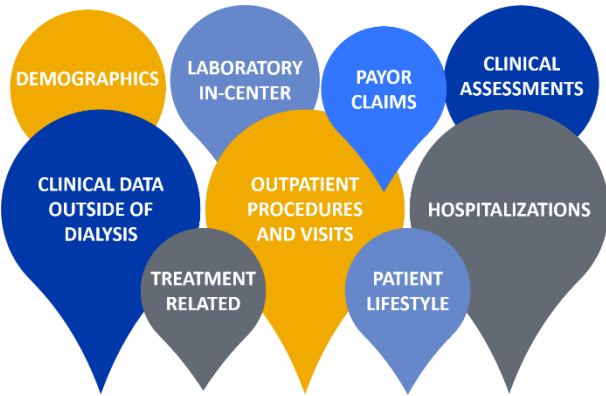 DEMOGRAPHICS
LABORATORY
IN-CENTER
PAYOR
CLAIMS
CLINICAL
ASSESSMENTS
CLINICAL DATA
OUTSIDE OF
DIALYSIS
OUTPATIENT
PROCEDURES
AND VISITS
HOSPITALIZATIONS
TREATMENT
RELATED
PATIENT
LIFESTYLE